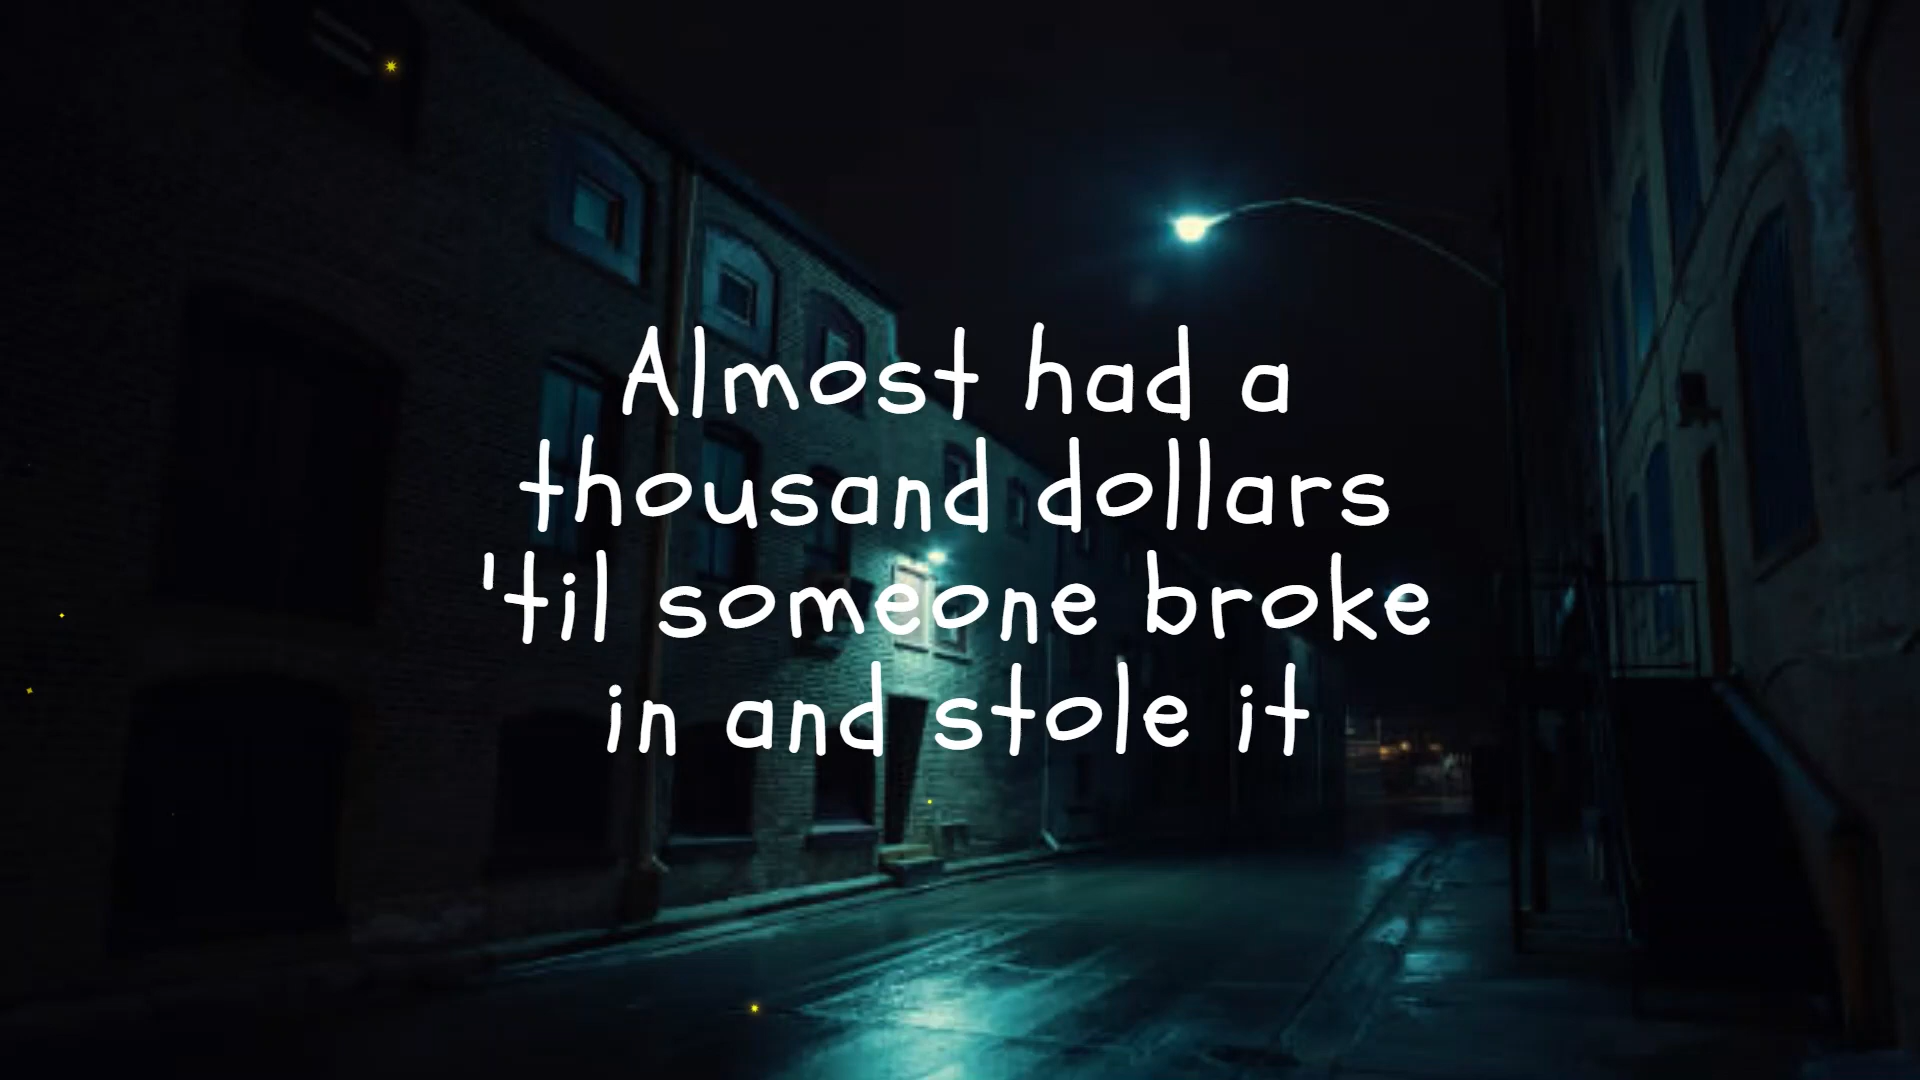 Almost had a
thousand dollars
'til someone broke
in and stole it